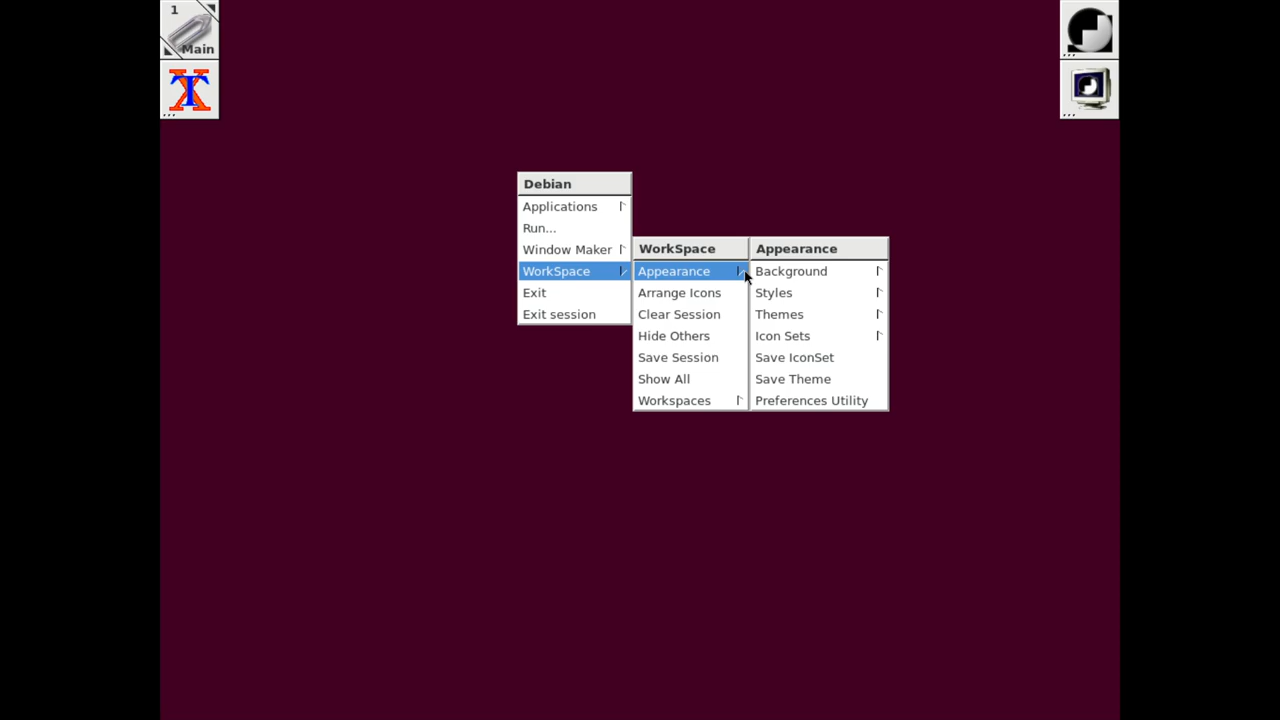 1
Main
Debian
Applications
Run...
Window Maker
WorkSpace
Exit
Exit session
WorkSpace
Appearance
Arrange Icons
Clear Session
Hide Others
Save Session
Show All
Workspaces
Appearance
Background
Styles
Themes
Icon Sets
Save IconSet
Save Theme
Preferences Utility